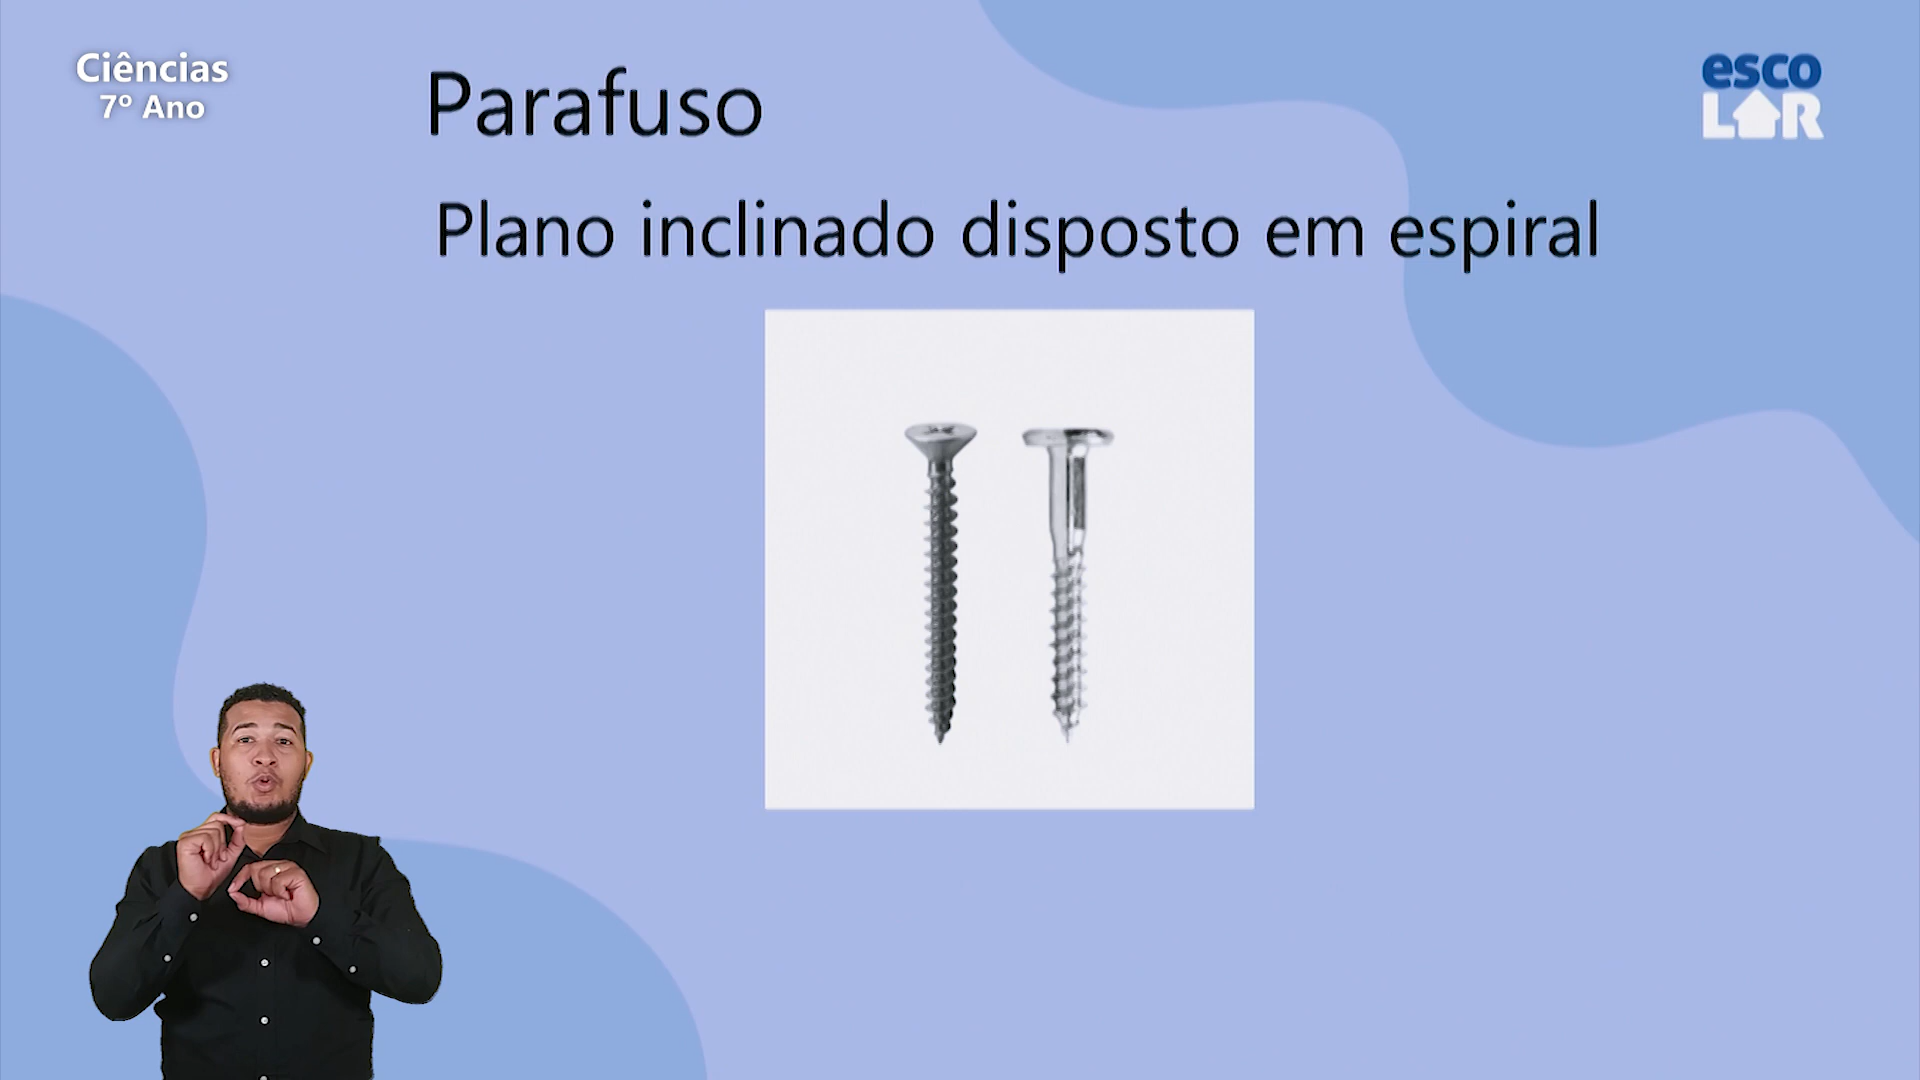 Ciências
7º Ano
Parafuso
Plano inclinado disposto em espiral
esco
LAR